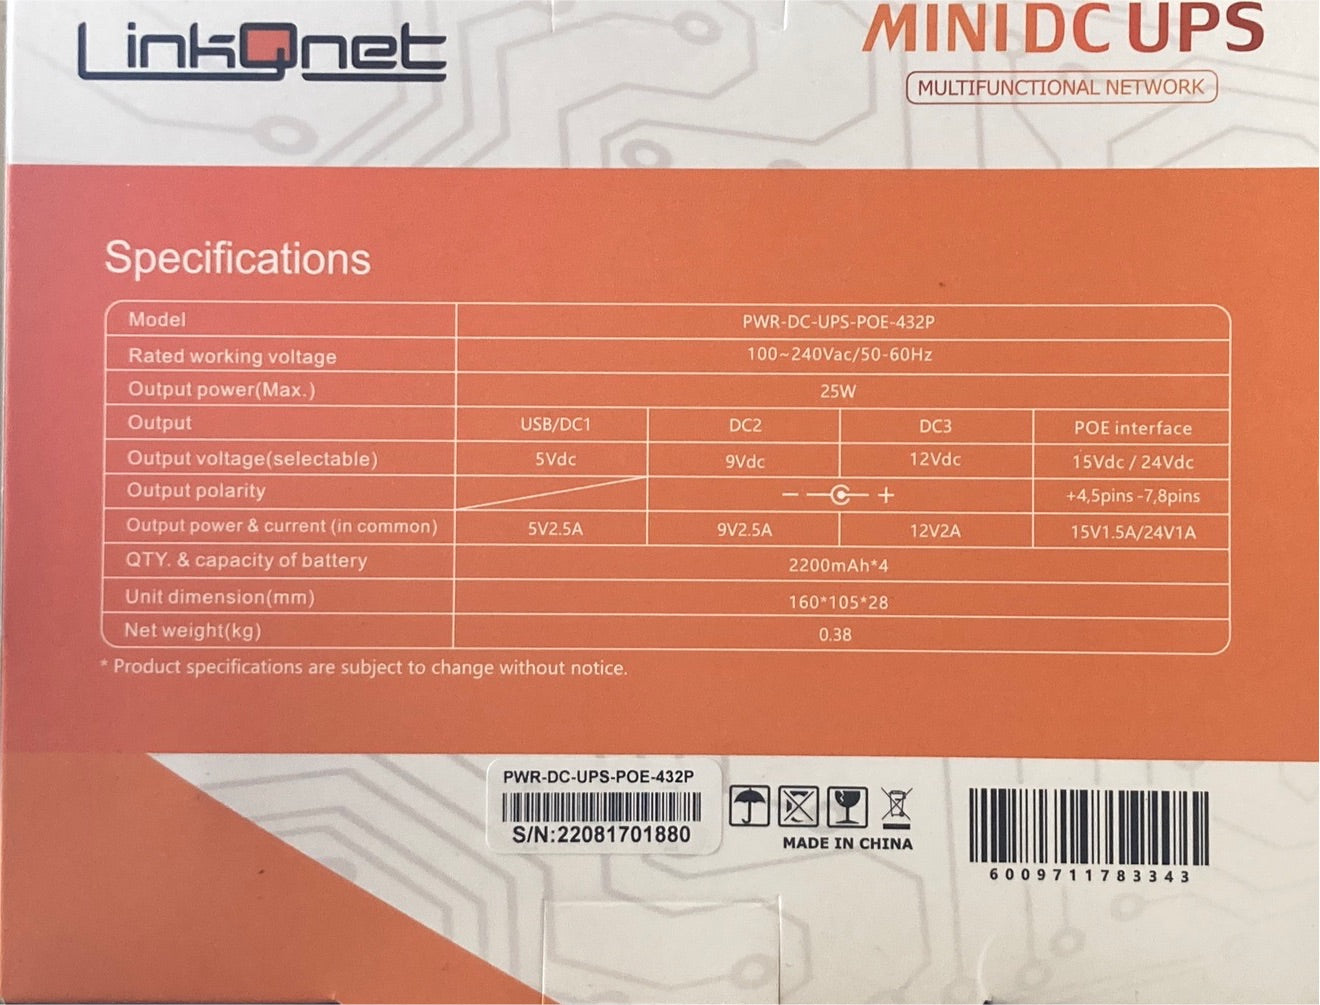 LinkQnet
MINI DC UPS
MULTIFUNCTIONAL NETWORK
Specifications
Model PWR-DC-UPS-POE-432P
Rated working voltage 100~240Vac/50-60Hz
Output power(Max.) 25W
Output USB/DC1 DC2 DC3 POE interface
Output voltage(selectable) 5Vdc 9Vdc 12Vdc 15Vdc / 24Vdc
Output polarity − + +4,5pins -7,8pins
Output power & current (in common) 5V2.5A 9V2.5A 12V2A 15V1.5A/24V1A
QTY. & capacity of battery 2200mAh*4
Unit dimension(mm) 160*105*28
Net weight(kg) 0.38
* Product specifications are subject to change without notice.
PWR-DC-UPS-POE-432P
S/N:22081701880
MADE IN CHINA
6009711783343